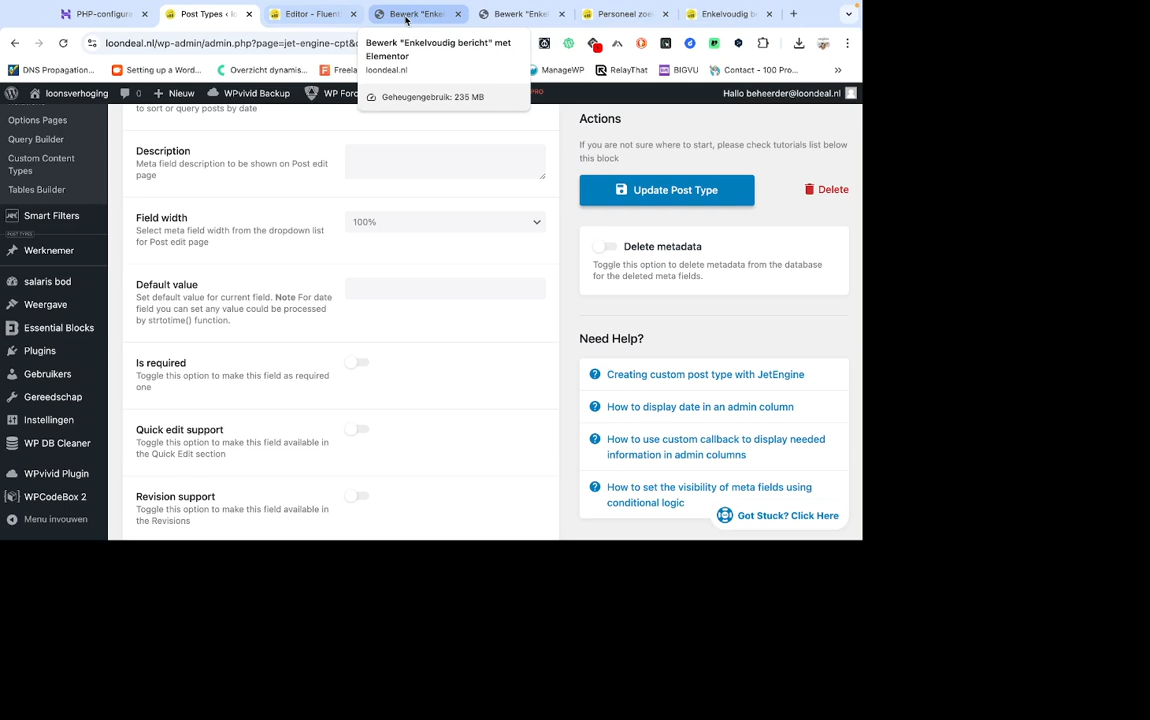 PHP-configura
Post Types ‹ lo
Editor - Fluent
Bewerk "Enkel
Bewerk "Enkel
Personeel zoe
Enkelvoudig b
loondeal.nl/wp-admin/admin.php?page=jet-engine-cpt&c
Bewerk "Enkelvoudig bericht" met
Elementor
loondeal.nl
Geheugengebruik: 235 MB
DNS Propagation...
Setting up a Word...
Overzicht dynamis...
Freela
ManageWP
RelayThat
BIGVU
Contact - 100 Pro...
»
loonsverhoging
0
Nieuw
WPvivid Backup
WP For
PRO
Hallo beheerder@loondeal.nl
Options Pages
Query Builder
Custom Content
Types
Tables Builder
Smart Filters
POST TYPES
Werknemer
salaris bod
Weergave
Essential Blocks
Plugins
Gebruikers
Gereedschap
Instellingen
WP DB Cleaner
WPvivid Plugin
WPCodeBox 2
Menu invouwen
to sort or query posts by date
Description
Meta field description to be shown on Post edit
page
Field width
Select meta field width from the dropdown list
for Post edit page
100%
Default value
Set default value for current field. Note For date
field you can set any value could be processed
by strtotime() function.
Is required
Toggle this option to make this field as required
one
Quick edit support
Toggle this option to make this field available in
the Quick Edit section
Revision support
Toggle this option to make this field available in
the Revisions
Actions
If you are not sure where to start, please check tutorials list below
this block
Update Post Type
Delete
Delete metadata
Toggle this option to delete metadata from the database
for the deleted meta fields.
Need Help?
Creating custom post type with JetEngine
How to display date in an admin column
How to use custom callback to display needed
information in admin columns
How to set the visibility of meta fields using
conditional logic
Got Stuck? Click Here